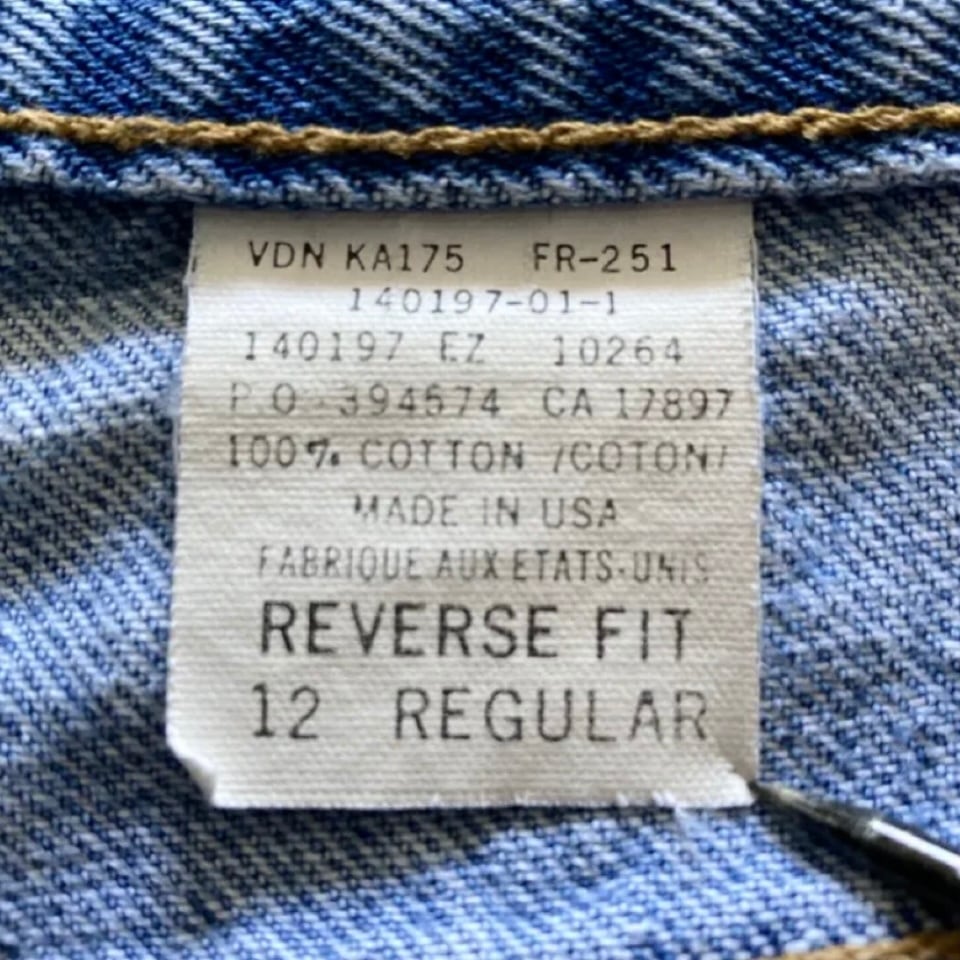 VDN KA175 FR-251
140197-01-1
140197 EZ 10264
P.O. 394574 CA 17897
100% COTTON /COTON/
MADE IN USA
FABRIQUE AUX ETATS-UNIS
REVERSE FIT
12 REGULAR